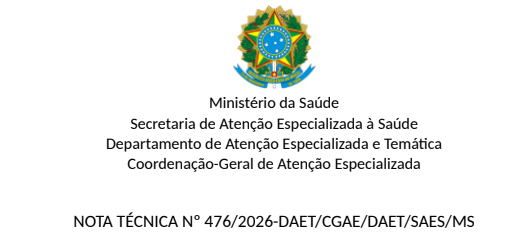 Ministério da Saúde
Secretaria de Atenção Especializada à Saúde
Departamento de Atenção Especializada e Temática
Coordenação-Geral de Atenção Especializada
NOTA TÉCNICA Nº 476/2026-DAET/CGAE/DAET/SAES/MS